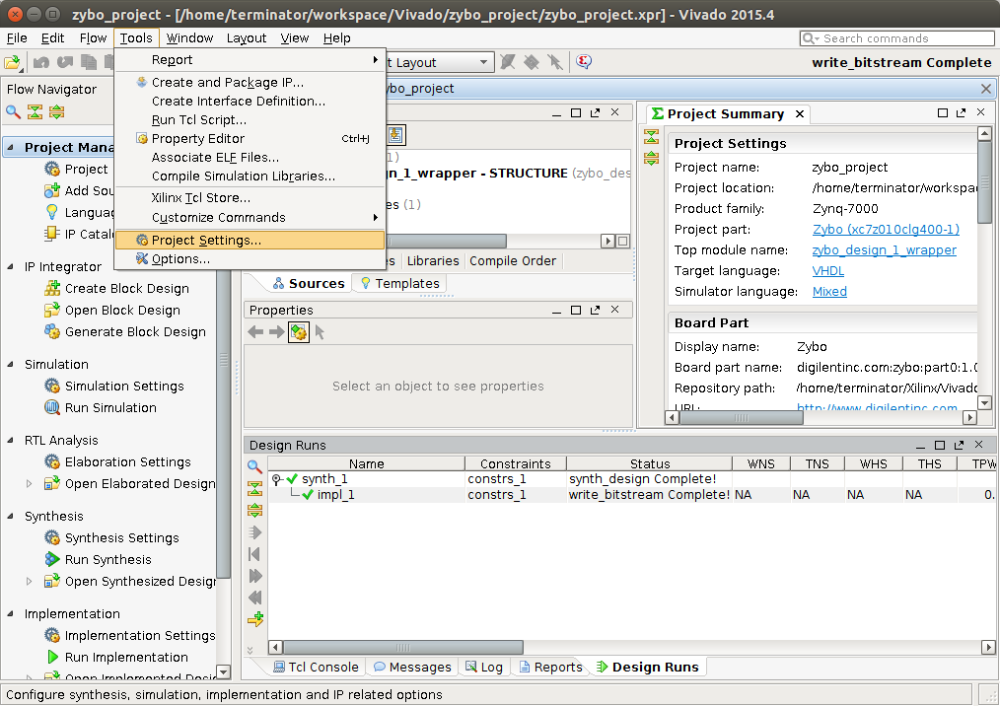 zybo_project - [/home/terminator/workspace/Vivado/zybo_project/zybo_project.xpr] - Vivado 2015.4
File Edit Flow Tools Window Layout View Help
Search commands
Layout
write_bitstream Complete
Flow Navigator
Project Mana
Project
Add Sou
Langua
IP Catal
IP Integrator
Create Block Design
Open Block Design
Generate Block Design
Simulation
Simulation Settings
Run Simulation
RTL Analysis
Elaboration Settings
Open Elaborated Design
Synthesis
Synthesis Settings
Run Synthesis
Open Synthesized Design
Implementation
Implementation Settings
Run Implementation
Open Implemented Desig
Report
Create and Package IP...
Create Interface Definition...
Run Tcl Script...
Property Editor Ctrl+J
Associate ELF Files...
Compile Simulation Libraries...
Xilinx Tcl Store...
Customize Commands
Project Settings...
Options...
ybo_project
1)
n_1_wrapper - STRUCTURE (zybo_des
es (1)
es Libraries Compile Order
Sources Templates
Properties
Select an object to see properties
Project Summary
Project Settings
Project name: zybo_project
Project location: /home/terminator/workspa
Product family: Zynq-7000
Project part: Zybo (xc7z010clg400-1)
Top module name: zybo_design_1_wrapper
Target language: VHDL
Simulator language: Mixed
Board Part
Display name: Zybo
Board part name: digilentinc.com:zybo:part0:1.0
Repository path: /home/terminator/Xilinx/Vivado
URL: http://www.digilentinc.com
Design Runs
Name Constraints Status WNS TNS WHS THS TPW
synth_1 constrs_1 synth_design Complete!
impl_1 constrs_1 write_bitstream Complete! NA NA NA NA 0.
Tcl Console Messages Log Reports Design Runs
Configure synthesis, simulation, implementation and IP related options